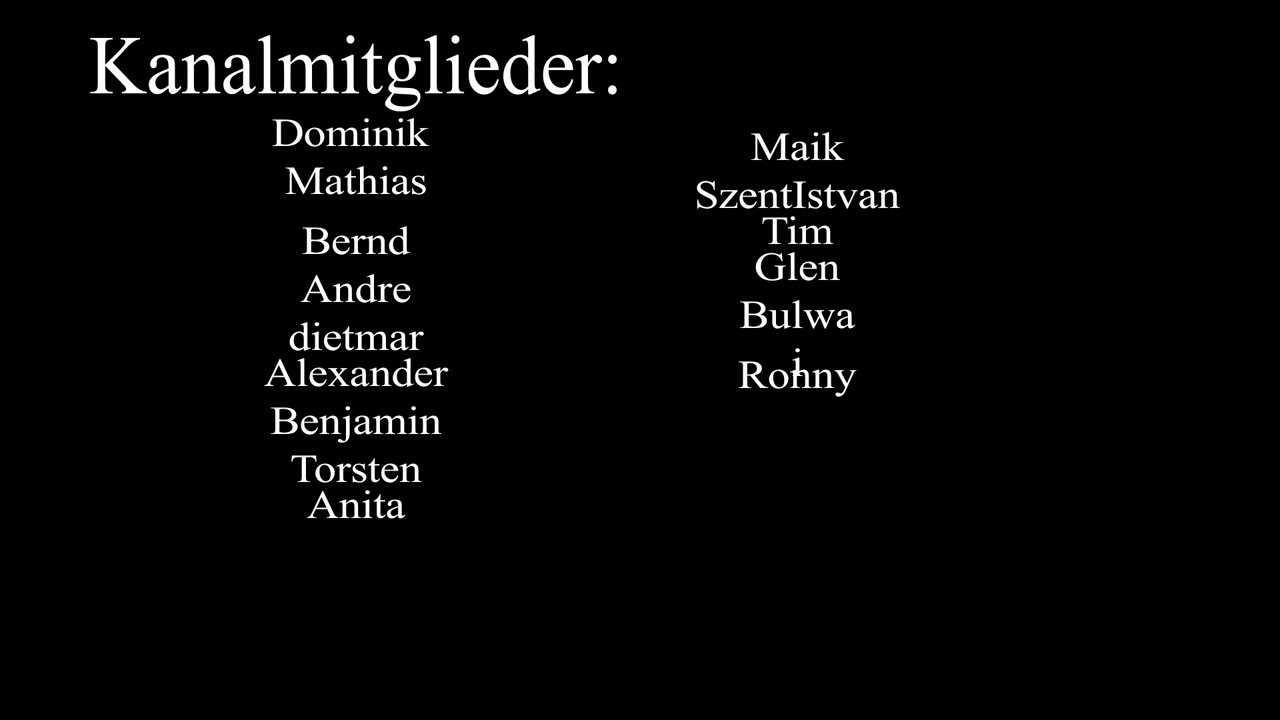 Kanalmitglieder:
Dominik
Mathias
Bernd
Andre
dietmar
Alexander
Benjamin
Torsten
Anita
Maik
SzentIstvan
Tim
Glen
Bulwa
i
Ronny